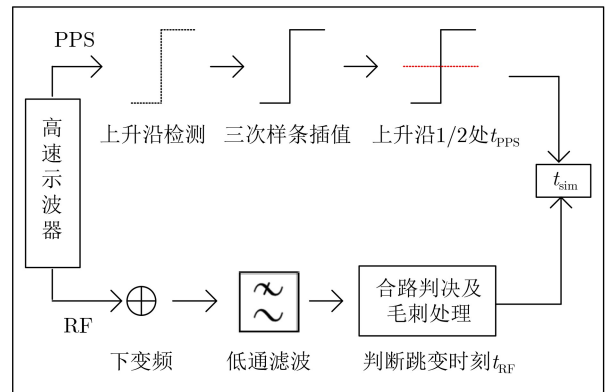 PPS
上升沿检测
三次样条插值
上升沿1/2处tPPS
高速示波器
tsim
RF
下变频
低通滤波
合路判决及
毛刺处理
判断跳变时刻tRF